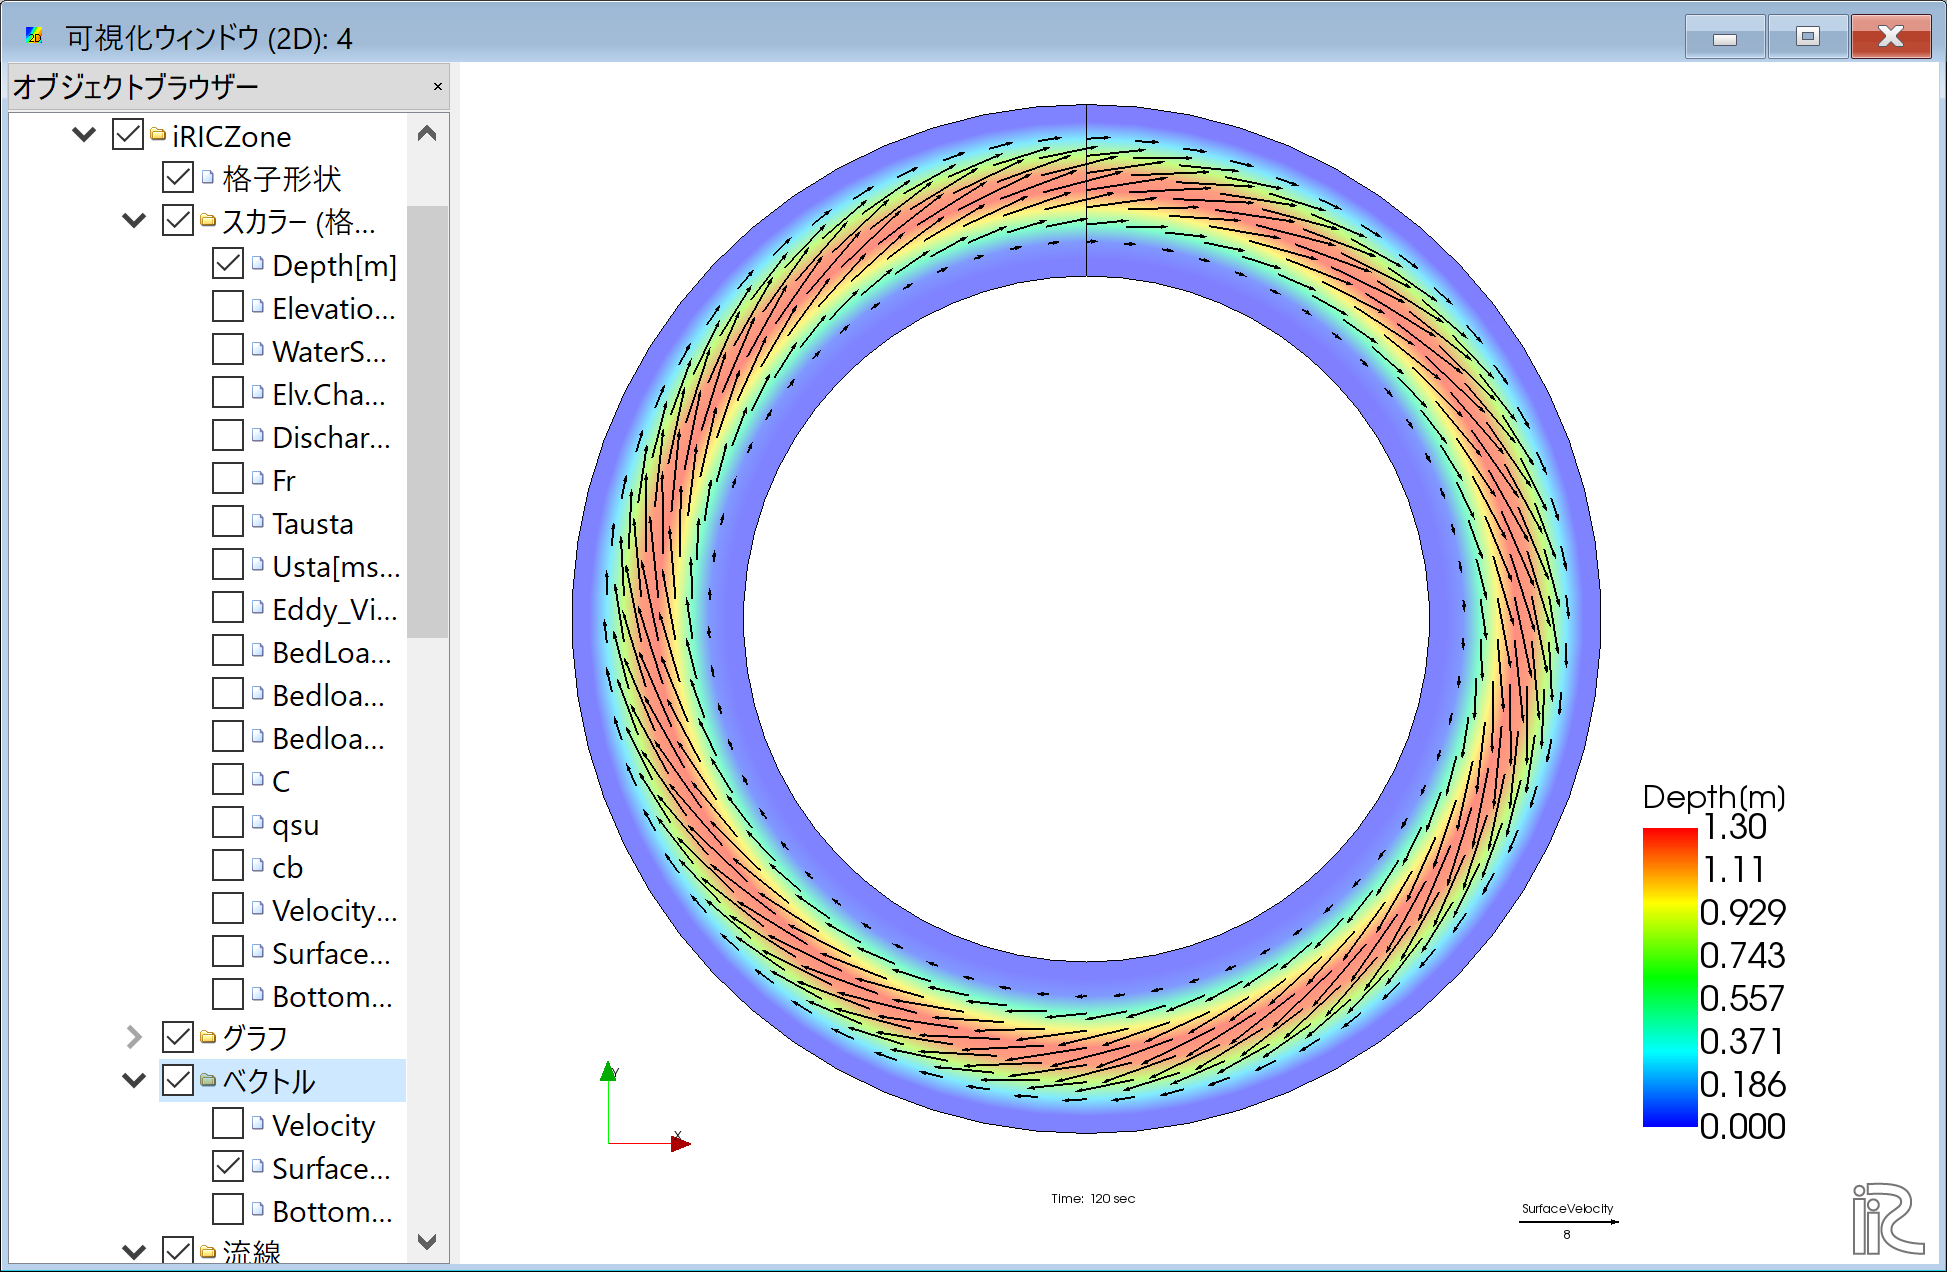 可視化ウィンドウ (2D): 4
オブジェクトブラウザー
iRICZone
格子形状
スカラー (格...
Depth[m]
Elevatio...
WaterS...
Elv.Cha...
Dischar...
Fr
Tausta
Usta[ms...
Eddy_Vi...
BedLoa...
Bedloa...
Bedloa...
C
qsu
cb
Velocity...
Surface...
Bottom...
グラフ
ベクトル
Velocity
Surface...
Bottom...
流線
Y
X
Time: 120 sec
Depth(m)
1.30
1.11
0.929
0.743
0.557
0.371
0.186
0.000
SurfaceVelocity
8
iRIC